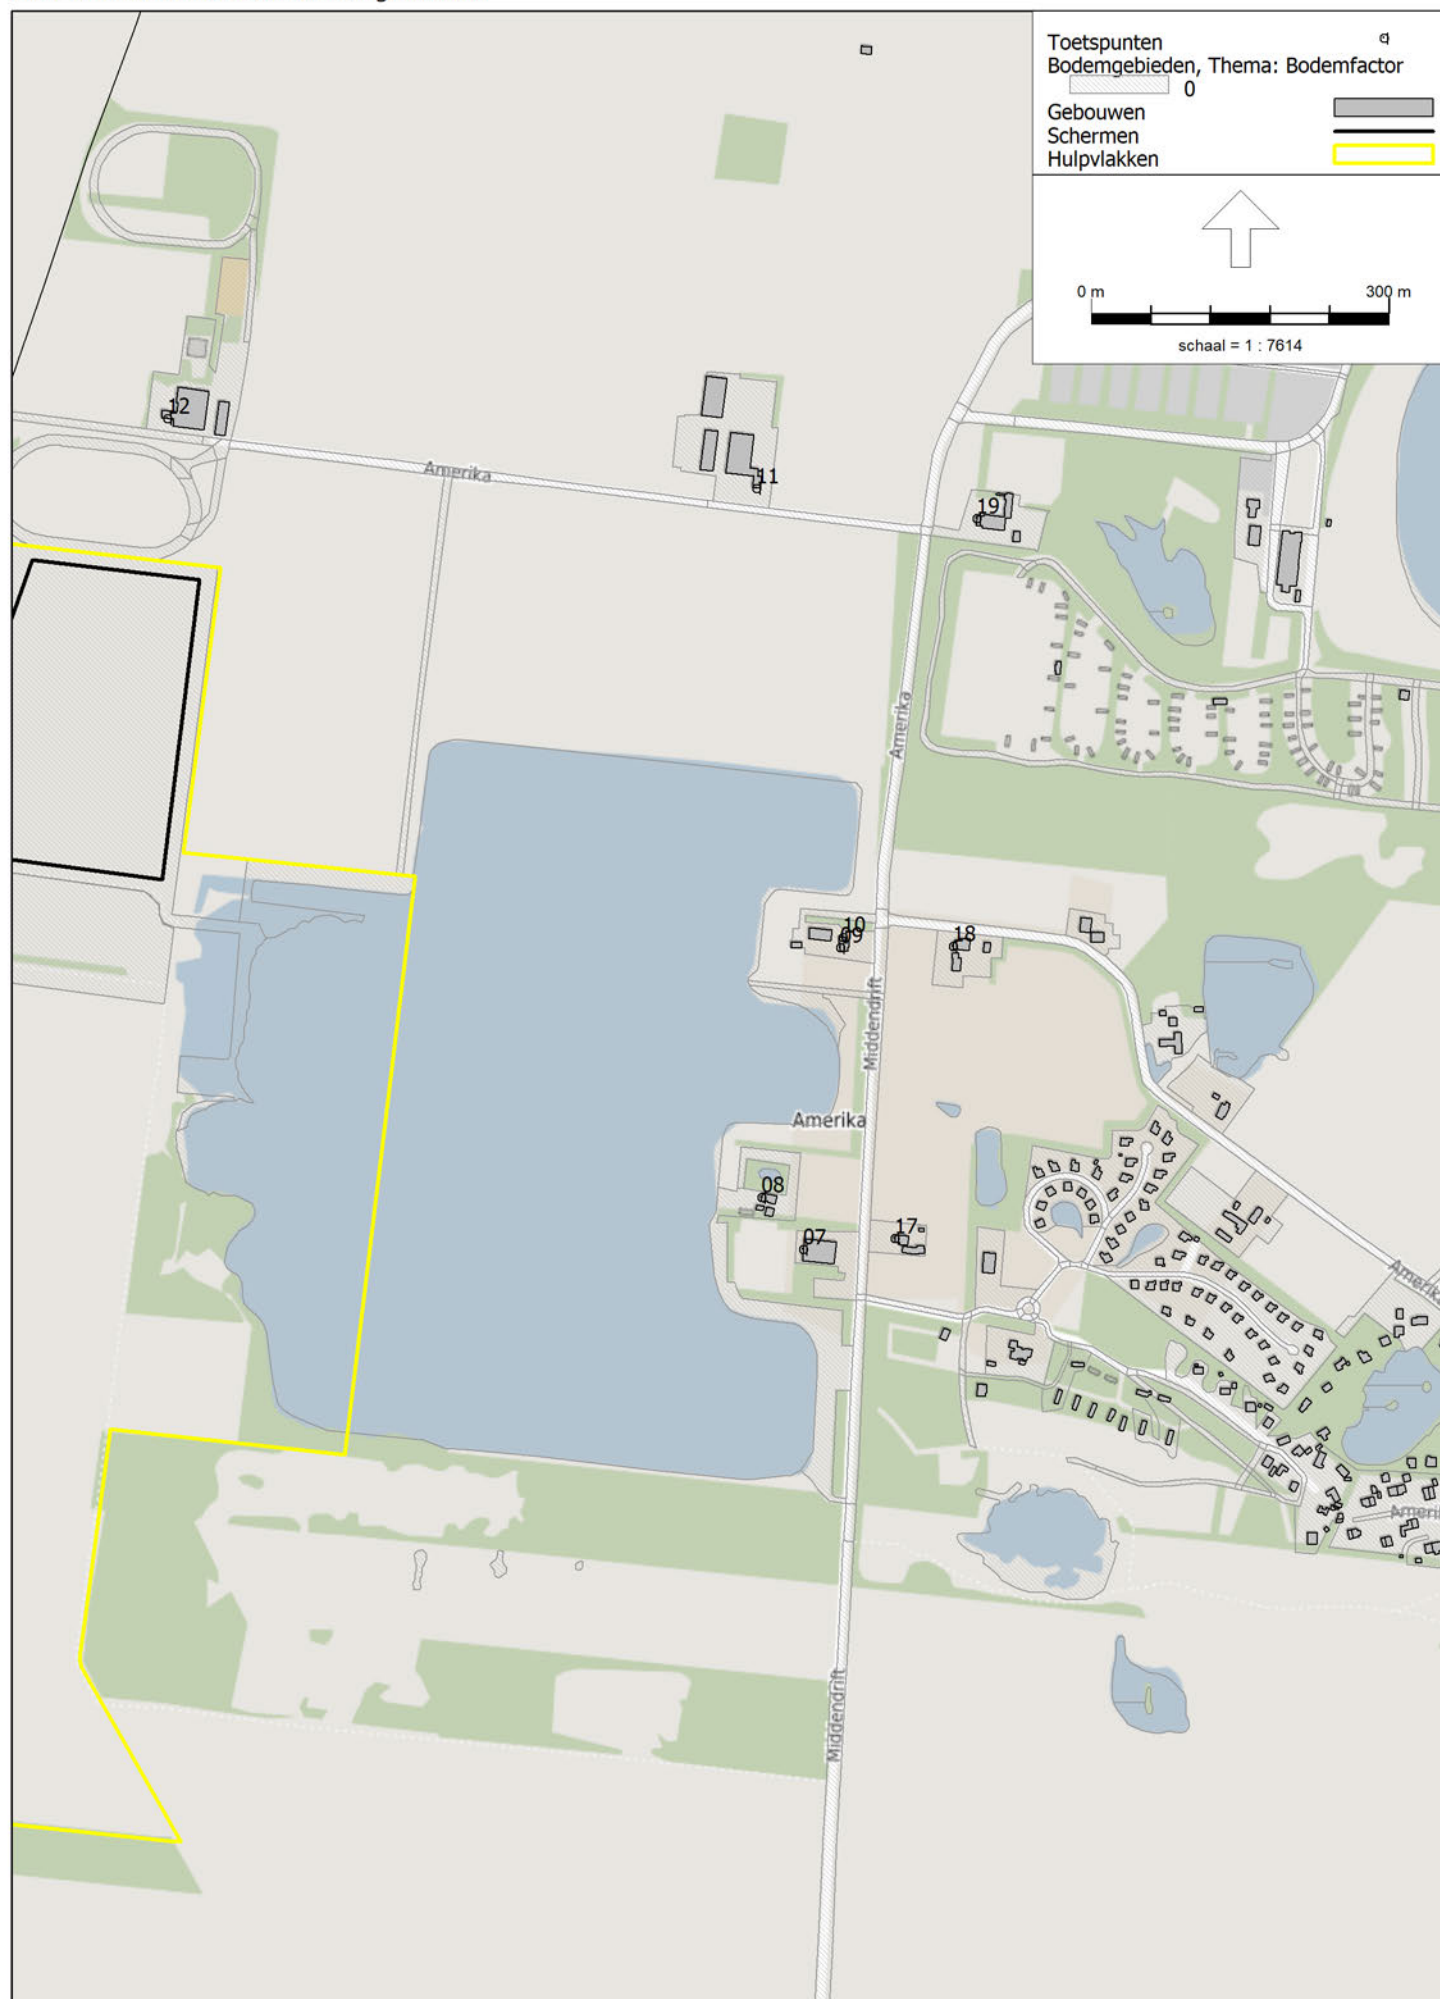 Toetspunten
Bodemgebieden, Thema: Bodemfactor
0
Gebouwen
Schermen
Hulpvlakken
0 m 300 m
schaal = 1 : 7614
12
Amerika
11
19
Amerika
10
09
18
Middendrift
Amerika
08
07
17
Amerika
Middendrift